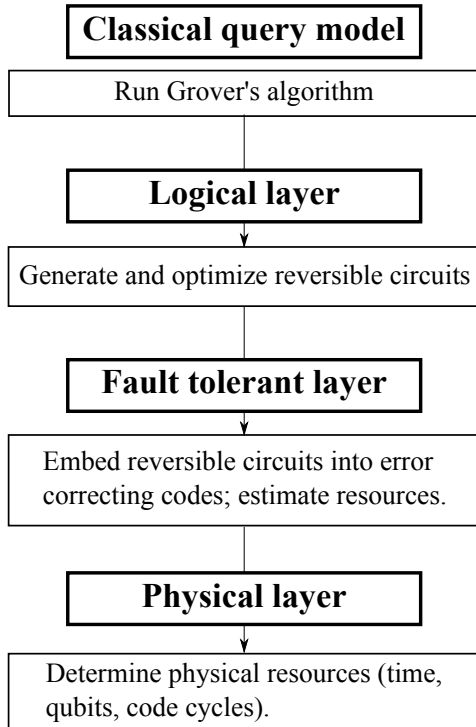 Classical query model
Run Grover's algorithm
Logical layer
Generate and optimize reversible circuits
Fault tolerant layer
Embed reversible circuits into error
correcting codes; estimate resources.
Physical layer
Determine physical resources (time,
qubits, code cycles).